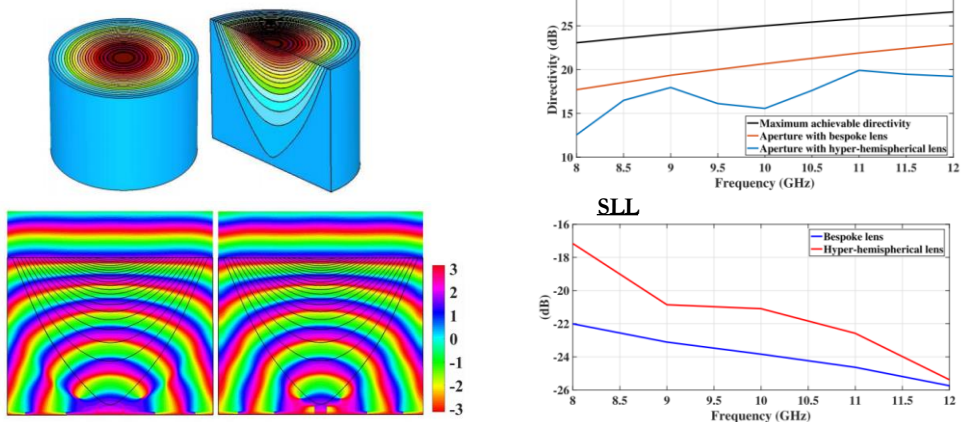 Directivity (dB)
25
20
15
10
Maximum achievable directivity
Aperture with bespoke lens
Aperture with hyper-hemispherical lens
8 8.5 9 9.5 10 10.5 11 11.5 12
Frequency (GHz)
3
2
1
0
-1
-2
-3
SLL
(dB)
-16
-18
-20
-22
-24
-26
Bespoke lens
Hyper-hemispherical lens
8 8.5 9 9.5 10 10.5 11 11.5 12
Frequency (GHz)